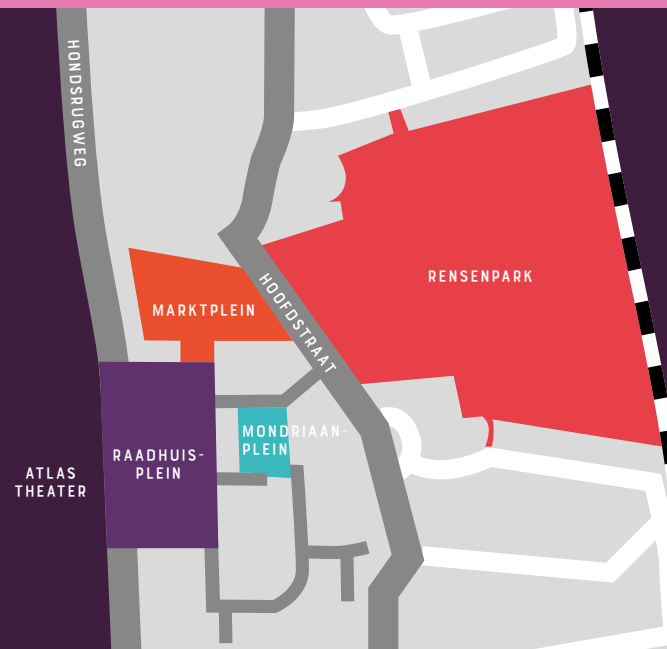 HONDSRUGWEG
RENSENPARK
HOOFDSTRAAT
MARKTPLEIN
MONDRIAAN-
PLEIN
RAADHUIS-
PLEIN
ATLAS
THEATER